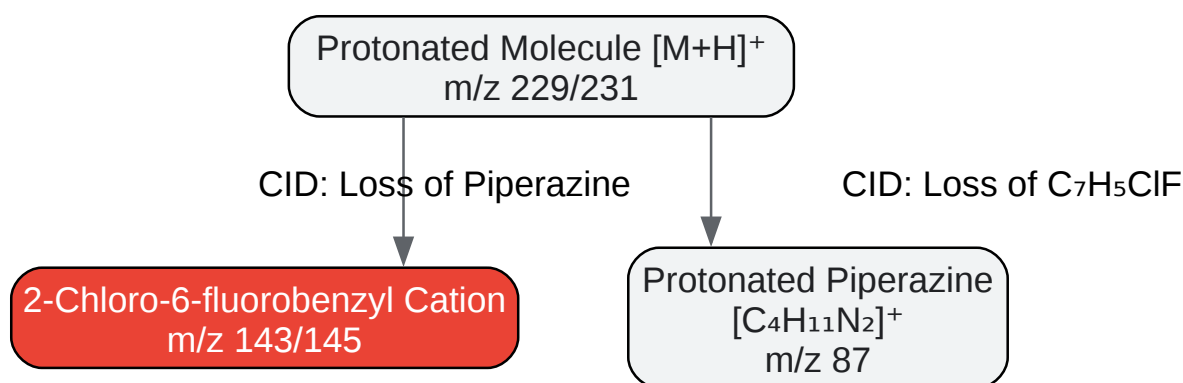 Protonated Molecule [M+H]⁺
m/z 229/231
CID: Loss of Piperazine
CID: Loss of C₇H₅ClF
2-Chloro-6-fluorobenzyl Cation
m/z 143/145
Protonated Piperazine
[C₄H₁₁N₂]⁺
m/z 87